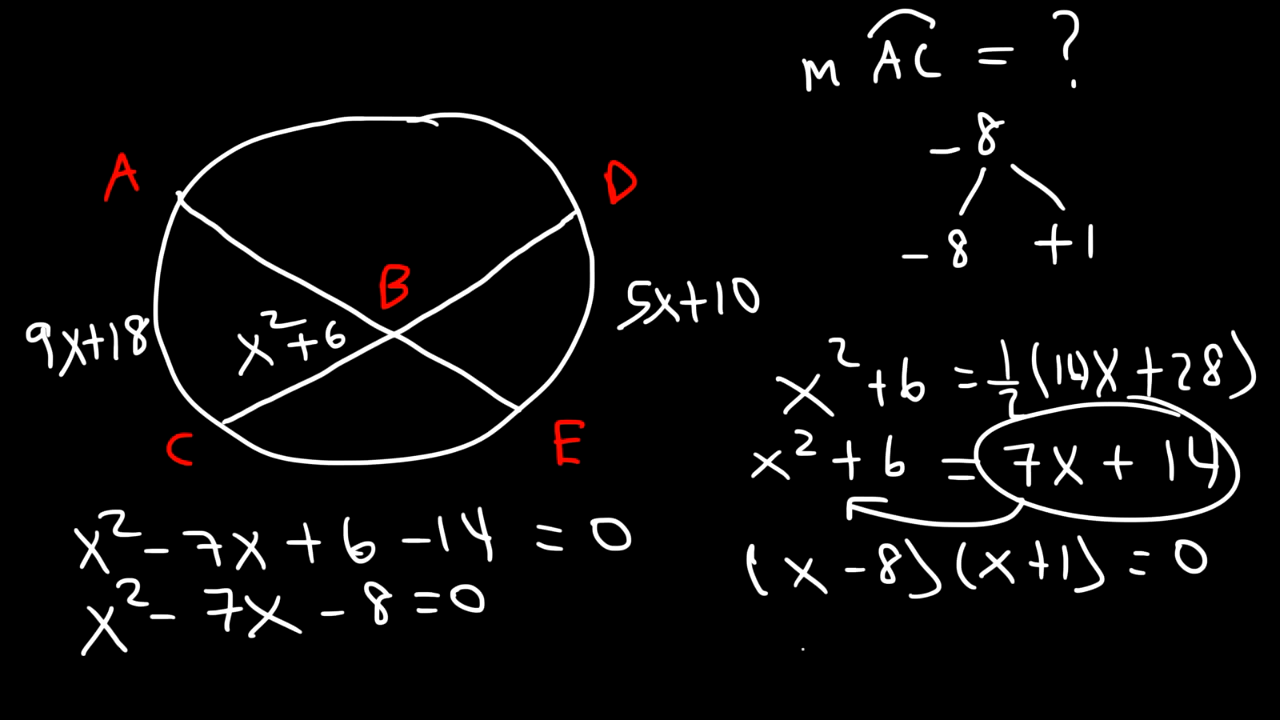 m AC = ?
-8
-8 +1
A
D
B
9x+18
x²+6
5x+10
C
E
x²+6 = 1/2 (14x+28)
x²+6 = 7x+14
(x-8)(x+1)=0
x²-7x+6-14=0
x²-7x-8=0